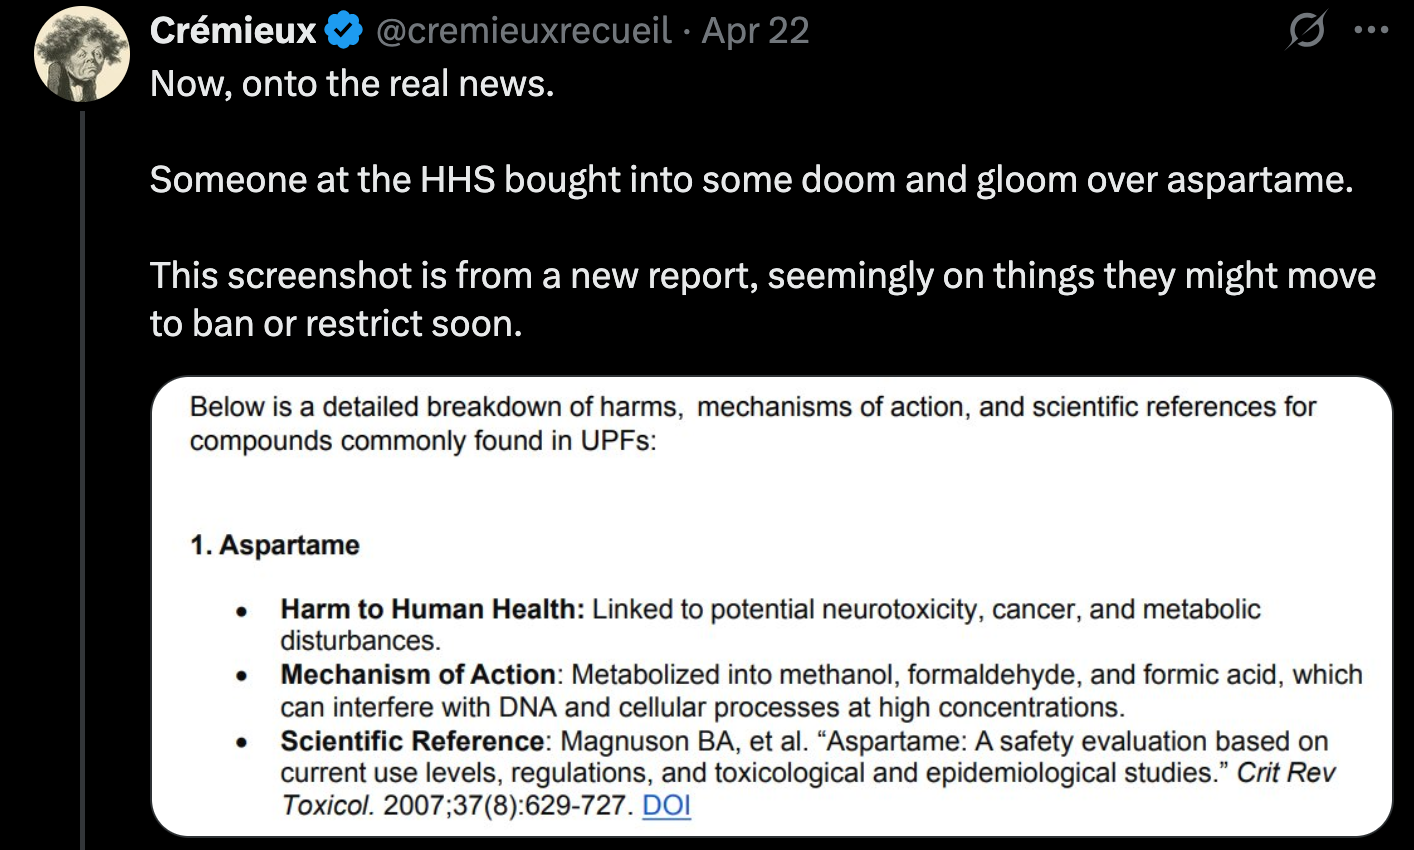 Crémieux @cremieuxrecueil · Apr 22
Now, onto the real news.
Someone at the HHS bought into some doom and gloom over aspartame.
This screenshot is from a new report, seemingly on things they might move
to ban or restrict soon.
Below is a detailed breakdown of harms, mechanisms of action, and scientific references for
compounds commonly found in UPFs:
1. Aspartame
• Harm to Human Health: Linked to potential neurotoxicity, cancer, and metabolic
disturbances.
• Mechanism of Action: Metabolized into methanol, formaldehyde, and formic acid, which
can interfere with DNA and cellular processes at high concentrations.
• Scientific Reference: Magnuson BA, et al. “Aspartame: A safety evaluation based on
current use levels, regulations, and toxicological and epidemiological studies.” Crit Rev
Toxicol. 2007;37(8):629-727. DOI